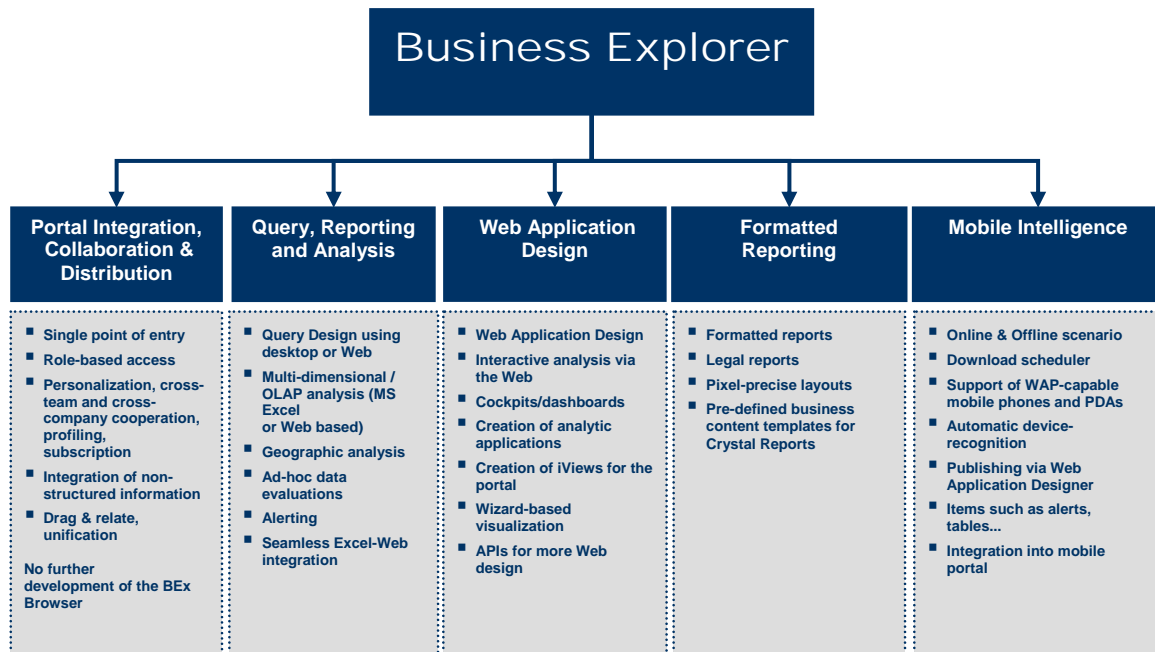 Business Explorer
Portal Integration,
Collaboration &
Distribution
■ Single point of entry
■ Role-based access
■ Personalization, cross-
team and cross-
company cooperation,
profiling,
subscription
■ Integration of non-
structured information
■ Drag & relate,
unification
No further
development of the BEx
Browser
Query, Reporting
and Analysis
■ Query Design using
desktop or Web
■ Multi-dimensional /
OLAP analysis (MS
Excel
or Web based)
■ Geographic analysis
■ Ad-hoc data
evaluations
■ Alerting
■ Seamless Excel-Web
integration
Web Application
Design
■ Web Application Design
■ Interactive analysis via
the Web
■ Cockpits/dashboards
■ Creation of analytic
applications
■ Creation of iViews for the
portal
■ Wizard-based
visualization
■ APIs for more Web
design
Formatted
Reporting
■ Formatted reports
■ Legal reports
■ Pixel-precise layouts
■ Pre-defined business
content templates for
Crystal Reports
Mobile Intelligence
■ Online & Offline scenario
■ Download scheduler
■ Support of WAP-capable
mobile phones and PDAs
■ Automatic device-
recognition
■ Publishing via Web
Application Designer
■ Items such as alerts,
tables...
■ Integration into mobile
portal